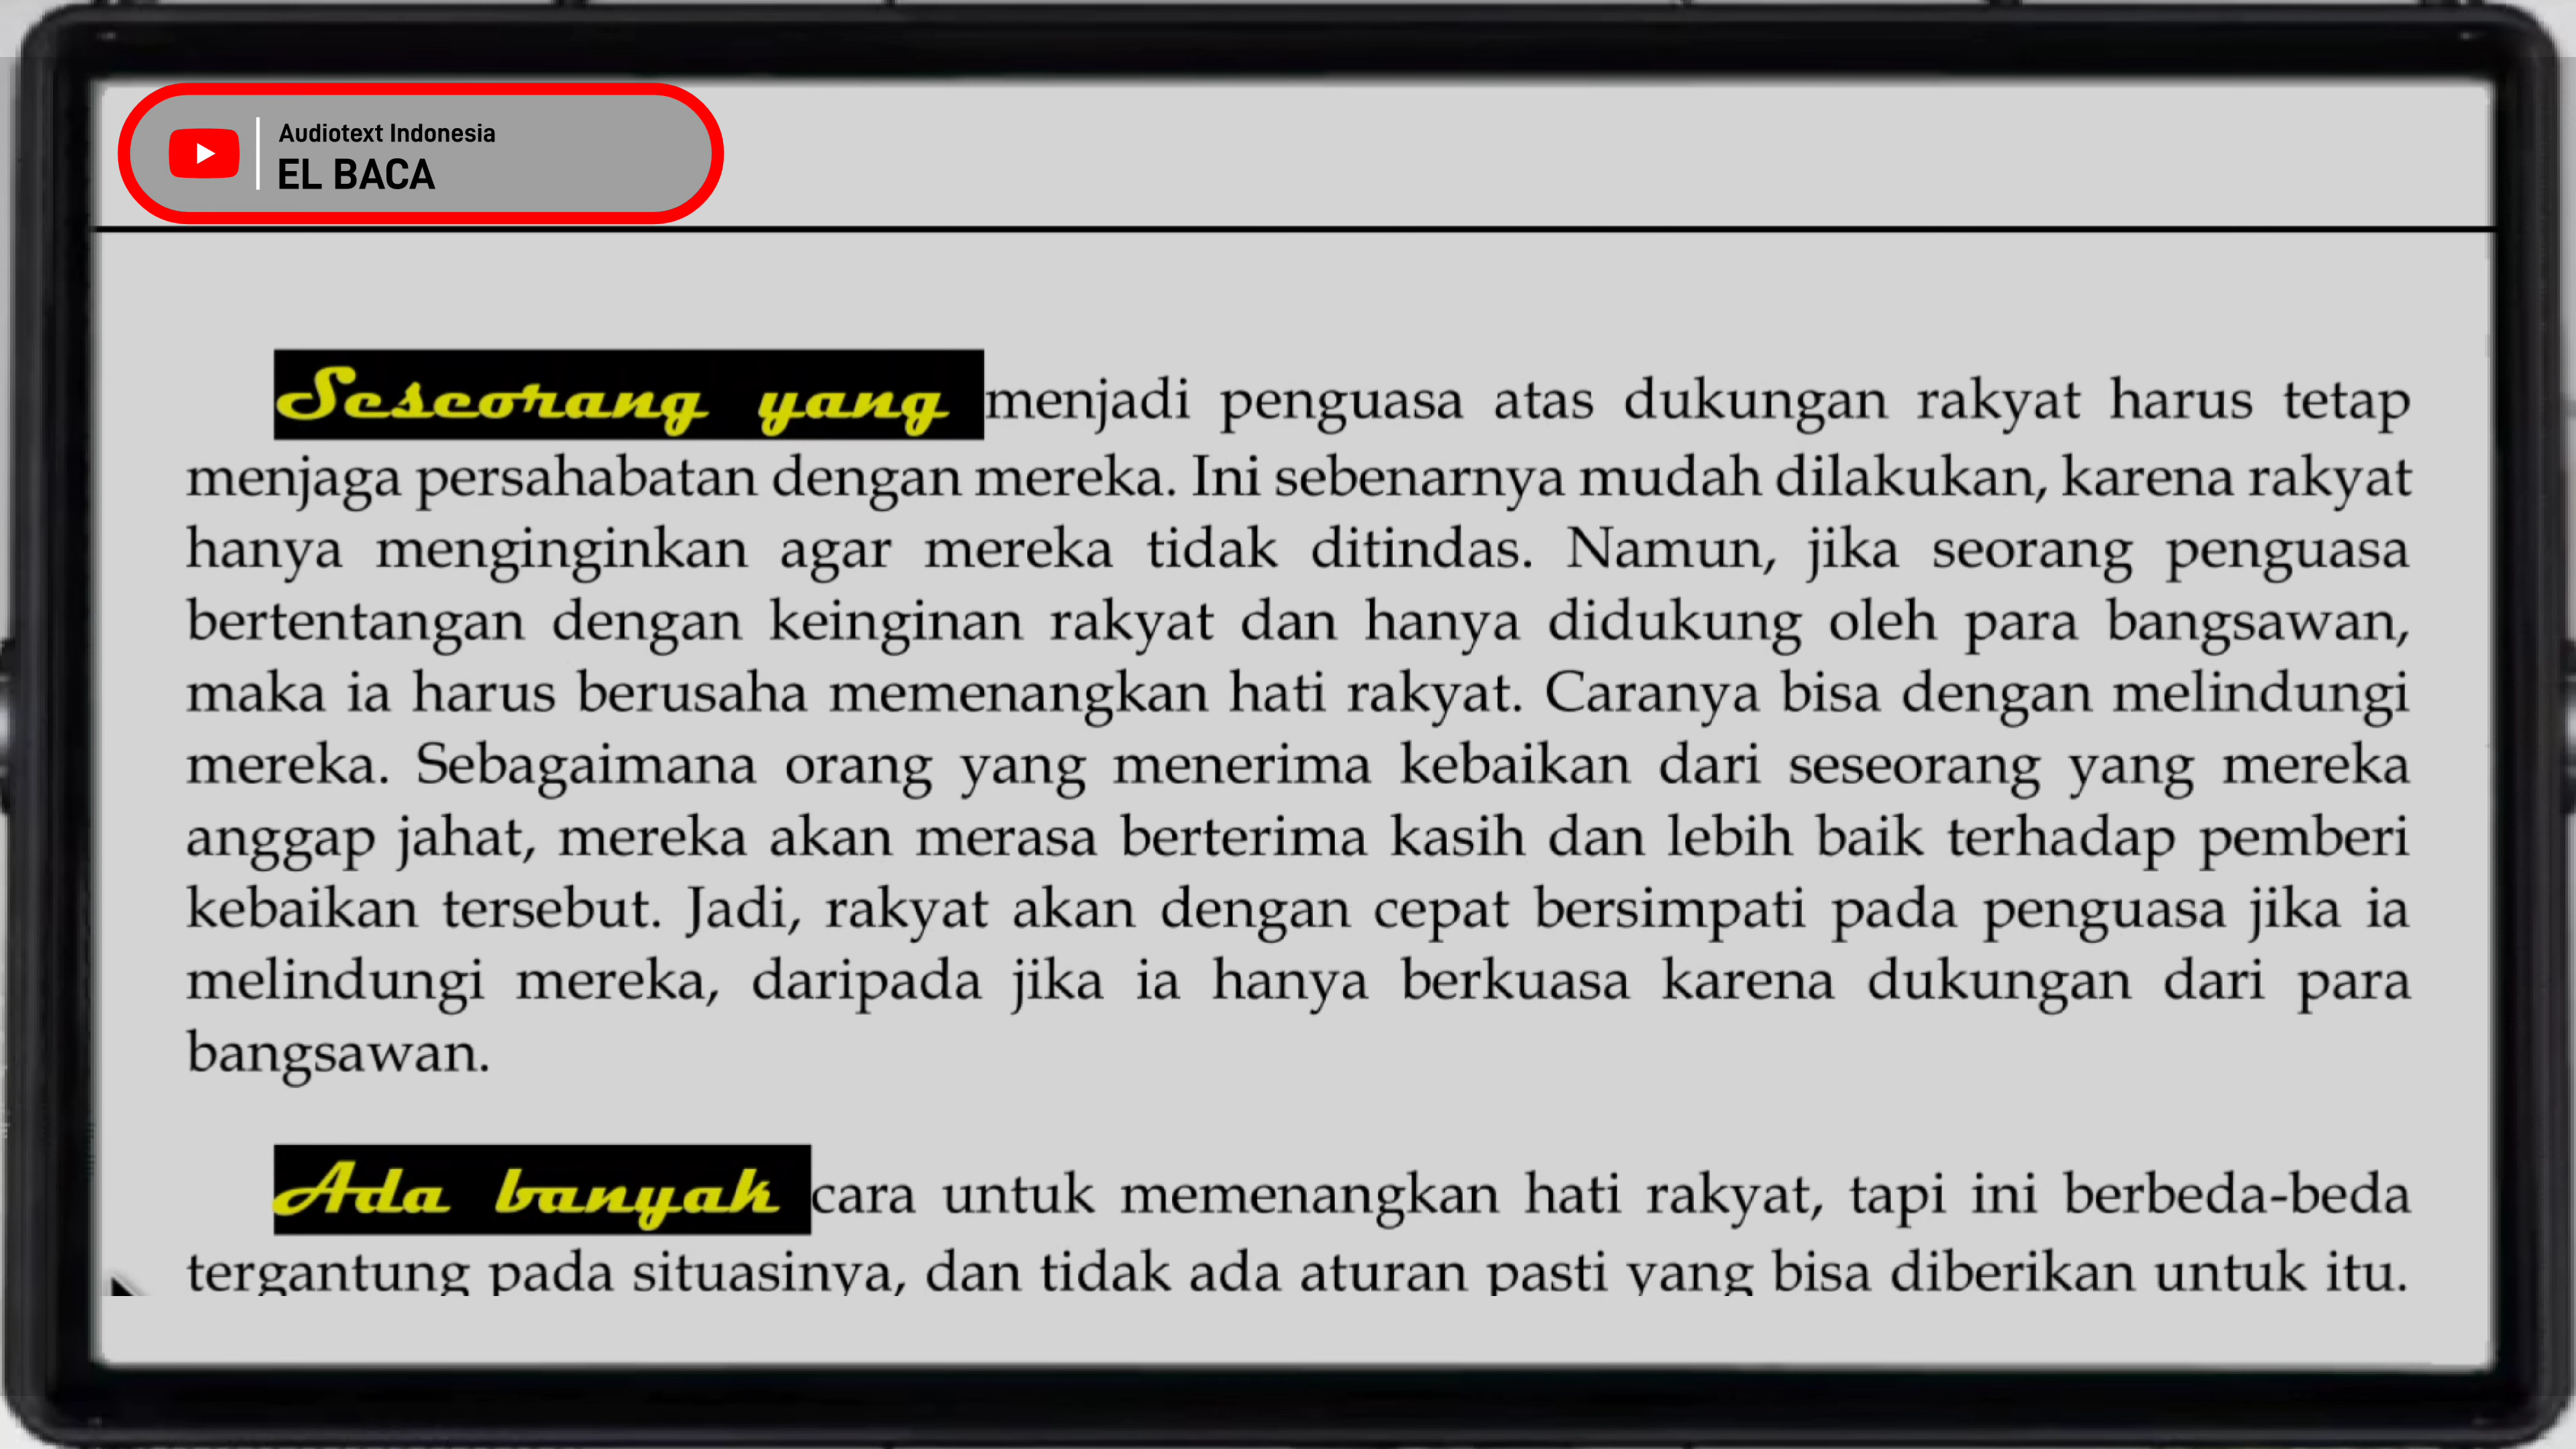 Audiotext Indonesia
EL BACA
Seseorang yang menjadi penguasa atas dukungan rakyat harus tetap
menjaga persahabatan dengan mereka. Ini sebenarnya mudah dilakukan, karena rakyat
hanya menginginkan agar mereka tidak ditindas. Namun, jika seorang penguasa
bertentangan dengan keinginan rakyat dan hanya didukung oleh para bangsawan,
maka ia harus berusaha memenangkan hati rakyat. Caranya bisa dengan melindungi
mereka. Sebagaimana orang yang menerima kebaikan dari seseorang yang mereka
anggap jahat, mereka akan merasa berterima kasih dan lebih baik terhadap pemberi
kebaikan tersebut. Jadi, rakyat akan dengan cepat bersimpati pada penguasa jika ia
melindungi mereka, daripada jika ia hanya berkuasa karena dukungan dari para
bangsawan.
Ada banyak cara untuk memenangkan hati rakyat, tapi ini berbeda-beda
tergantung pada situasinya, dan tidak ada aturan pasti yang bisa diberikan untuk itu.